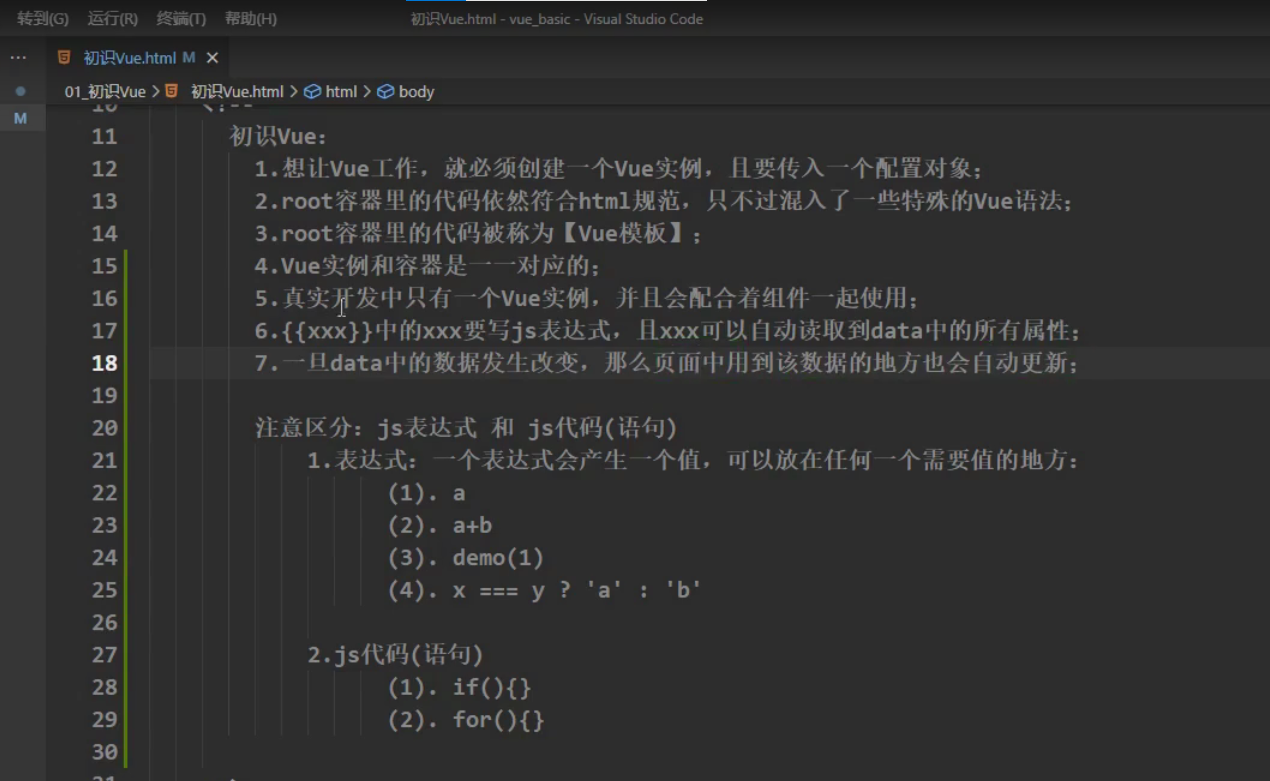 转到(G) 运行(R) 终端(T) 帮助(H) 初识Vue.html - vue_basic - Visual Studio Code
… 初识Vue.html M ×
01_初识Vue > 初识Vue.html > html > body
M
10 <!--
11 初识Vue：
12 1.想让Vue工作，就必须创建一个Vue实例，且要传入一个配置对象；
13 2.root容器里的代码依然符合html规范，只不过混入了一些特殊的Vue语法；
14 3.root容器里的代码被称为【Vue模板】；
15 4.Vue实例和容器是一一对应的；
16 5.真实开发中只有一个Vue实例，并且会配合着组件一起使用；
17 6.{{xxx}}中的xxx要写js表达式，且xxx可以自动读取到data中的所有属性；
18 7.一旦data中的数据发生改变，那么页面中用到该数据的地方也会自动更新；
19
20 注意区分：js表达式 和 js代码(语句)
21 1.表达式：一个表达式会产生一个值，可以放在任何一个需要值的地方：
22 (1). a
23 (2). a+b
24 (3). demo(1)
25 (4). x === y ? 'a' : 'b'
26
27 2.js代码(语句)
28 (1). if(){}
29 (2). for(){}
30